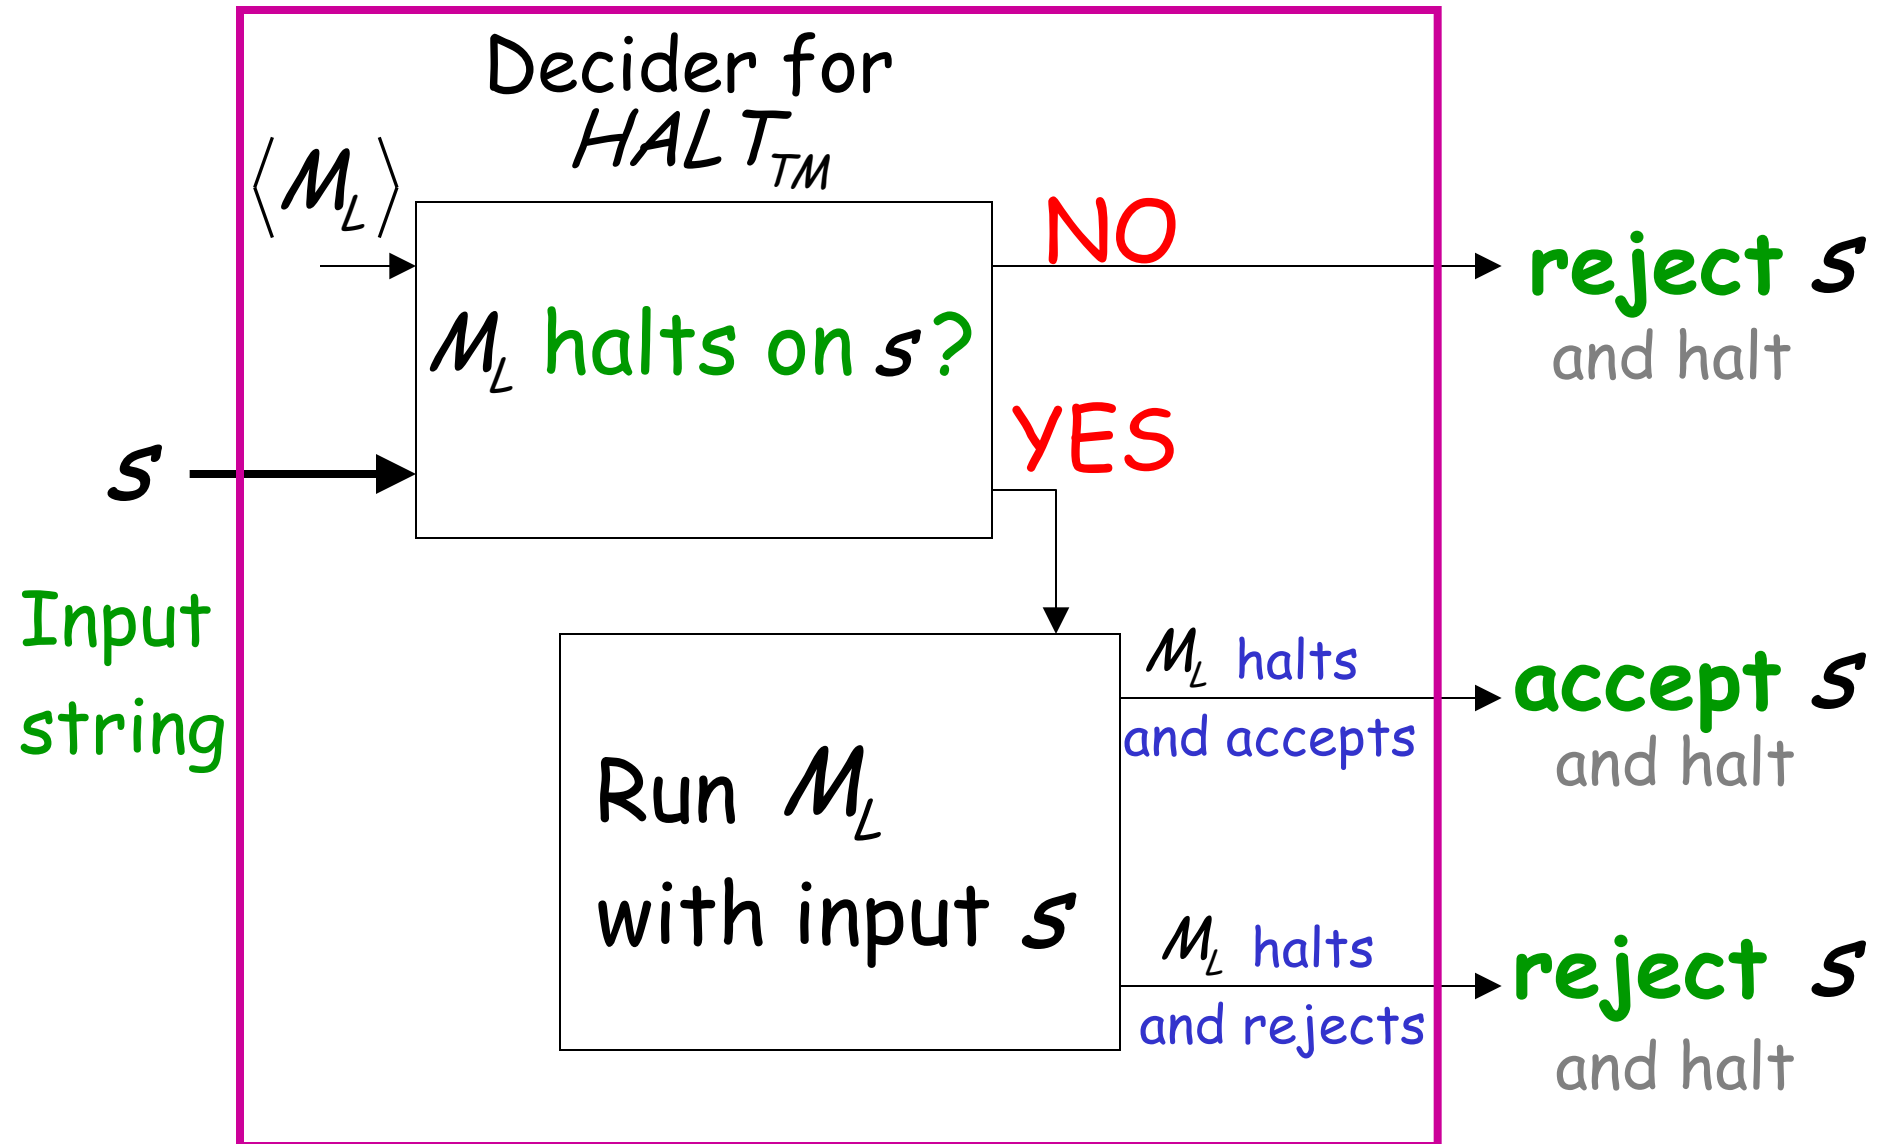 Decider for
HALT_TM
⟨M_L⟩
NO
reject s
and halt
M_L halts on s?
YES
s
Input
string
M_L halts
and accepts
accept s
and halt
Run M_L
with input s
M_L halts
and rejects
reject s
and halt